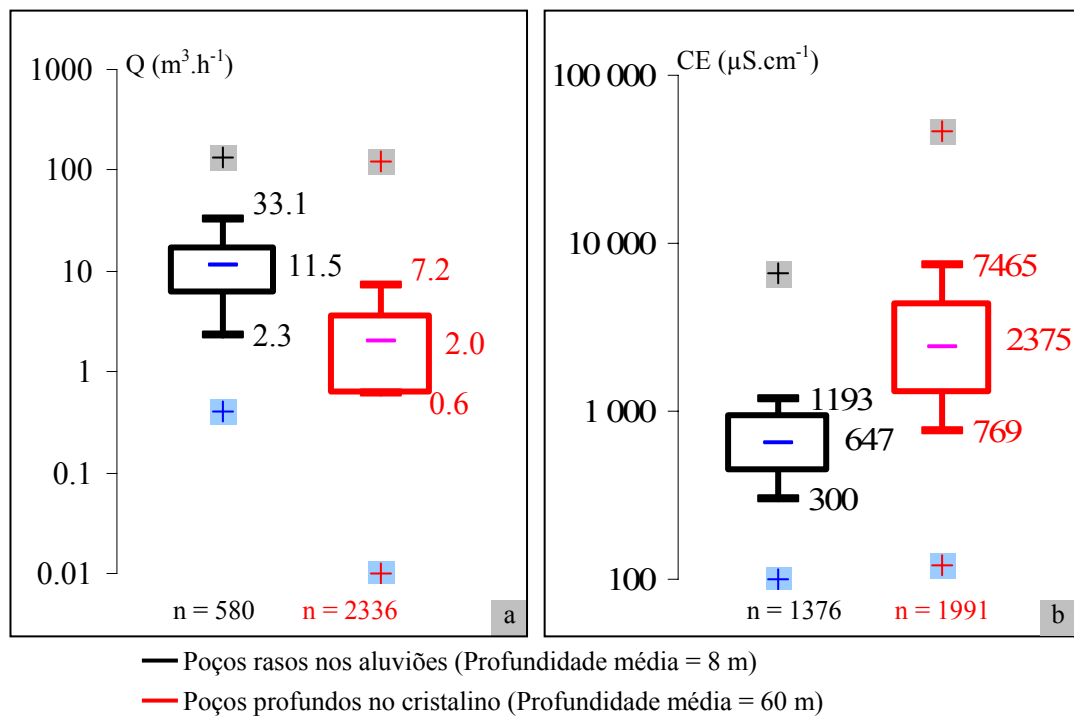 Q (m³.h⁻¹)
1000
100
10
1
0.1
0.01
33.1
11.5
2.3
7.2
2.0
0.6
n = 580
n = 2336
a
CE (µS.cm⁻¹)
100 000
10 000
1 000
100
1193
647
300
7465
2375
769
n = 1376
n = 1991
b
Poços rasos nos aluviões (Profundidade média = 8 m)
Poços profundos no cristalino (Profundidade média = 60 m)